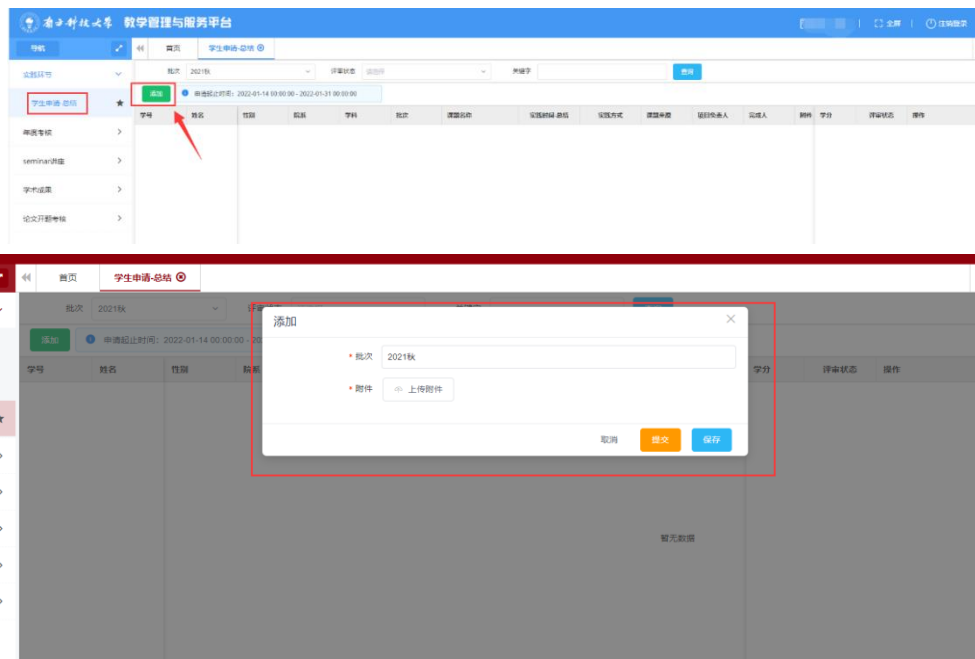 南方科技大学 教学管理与服务平台
全屏 注销登录
导航 首页 学生申请-总结
实践环节 批次 2021秋 评审状态 请选择 关键字 查询
学生申请-总结 添加 申请起止时间：2022-01-14 00:00:00 - 2022-01-31 00:00:00
学号 姓名 性别 院系 学科 批次 课题名称 实践时间-总结 实践方式 课题来源 项目负责人 完成人 附件 学分 评审状态 操作
年度考核
seminar讲座
学术成果
论文开题考核
首页 学生申请-总结
批次 2021秋
添加 申请起止时间：2022-01-14 00:00:00 - 20
学号 姓名 性别 院系 学分 评审状态 操作
添加
* 批次 2021秋
* 附件 上传附件
取消 提交 保存
暂无数据